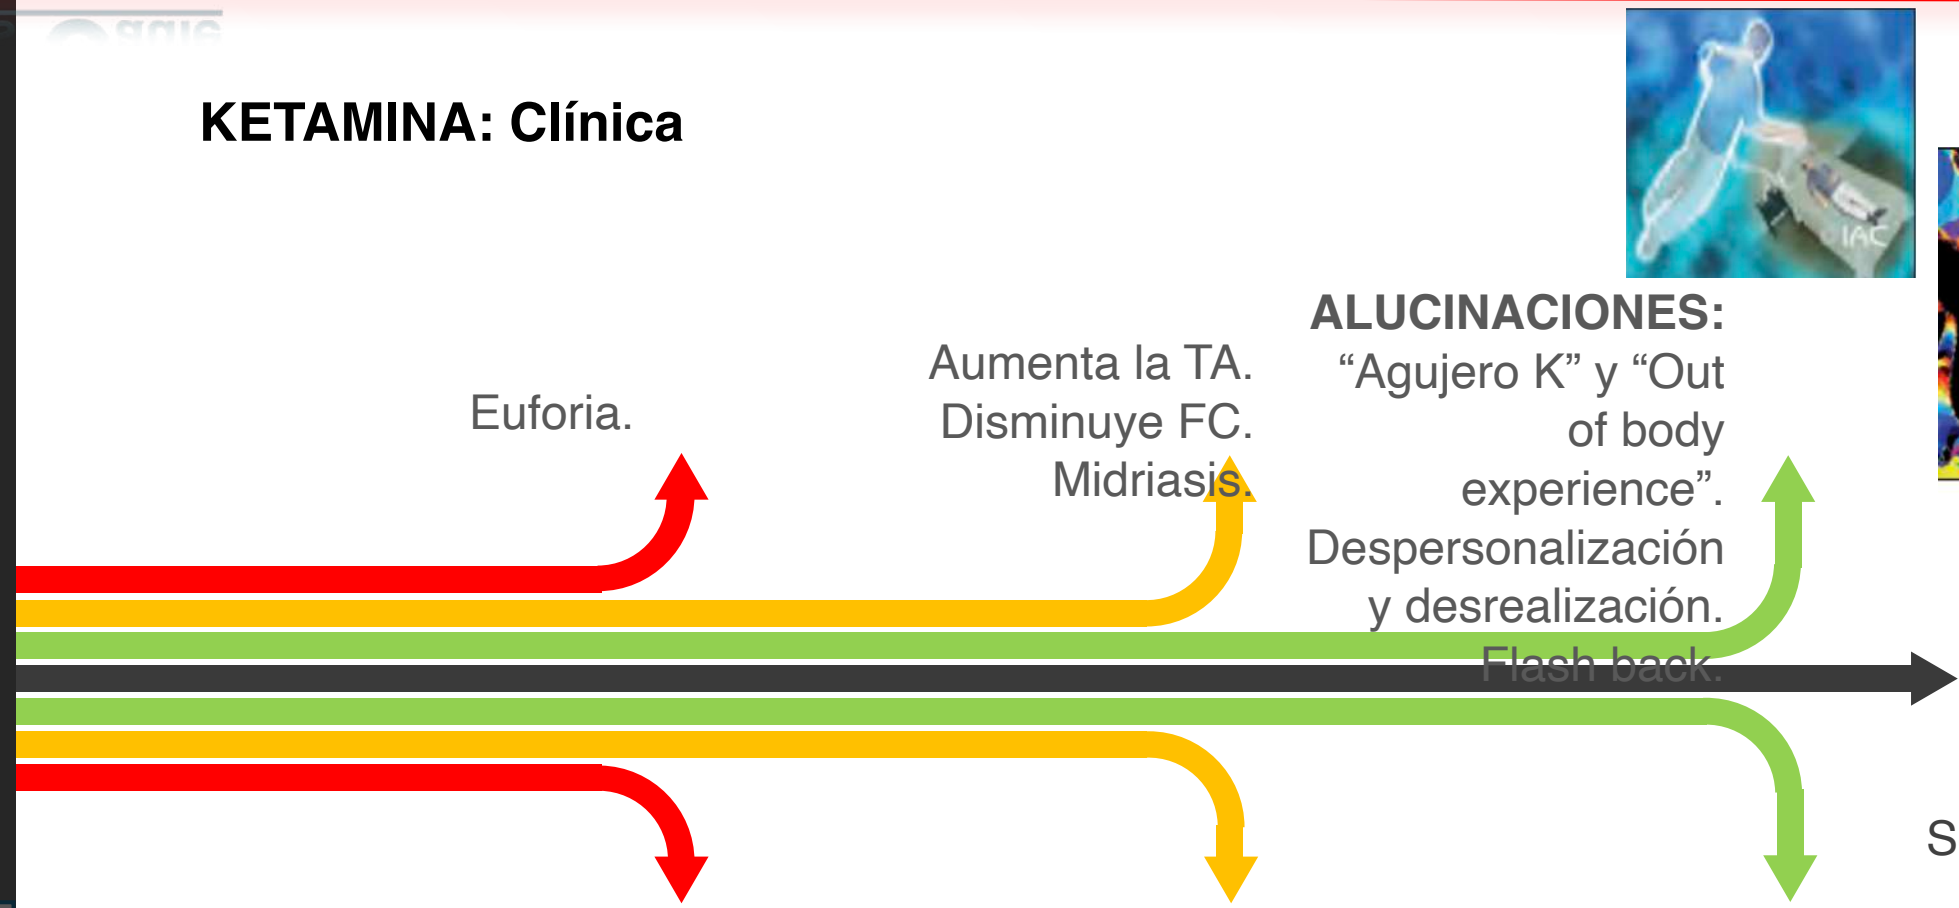 KETAMINA: Clínica
Euforia.
Aumenta la TA.
Disminuye FC.
Midriasis.
ALUCINACIONES:
“Agujero K” y “Out
of body
experience”.
Despersonalización
y desrealización.
Flash back.
IAC
S